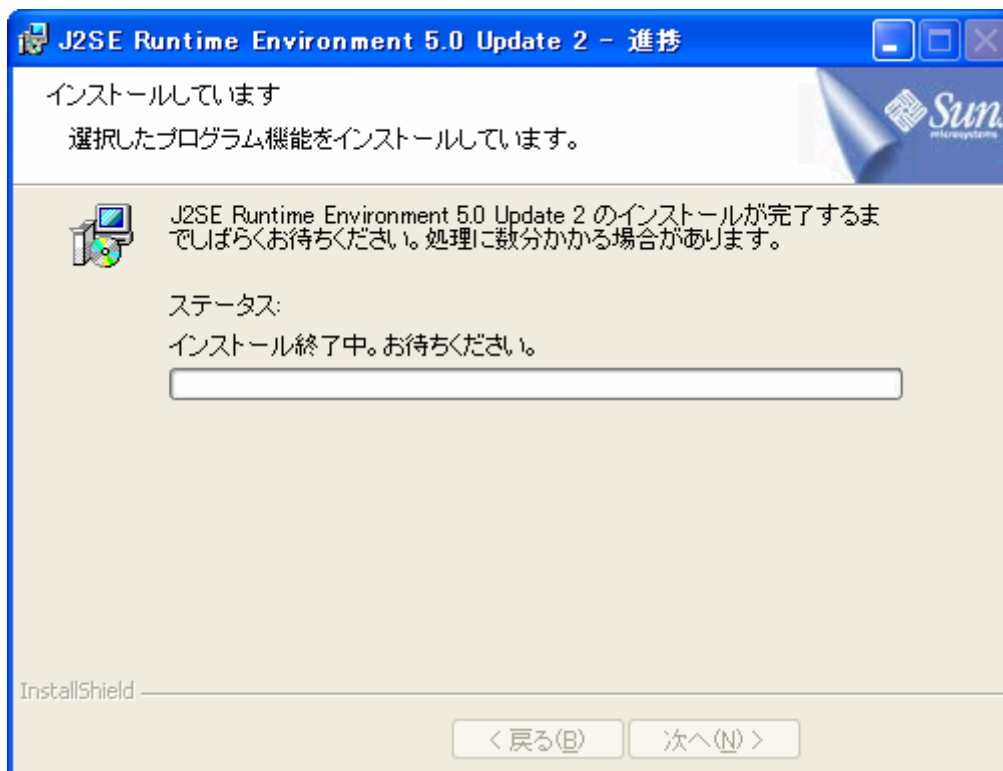 J2SE Runtime Environment 5.0 Update 2 - 進捗
インストールしています
選択したプログラム機能をインストールしています。
Sun
microsystems
J2SE Runtime Environment 5.0 Update 2 のインストールが完了するま
でしばらくお待ちください。処理に数分かかる場合があります。
ステータス:
インストール終了中。お待ちください。
InstallShield
< 戻る(B)
次へ(N) >